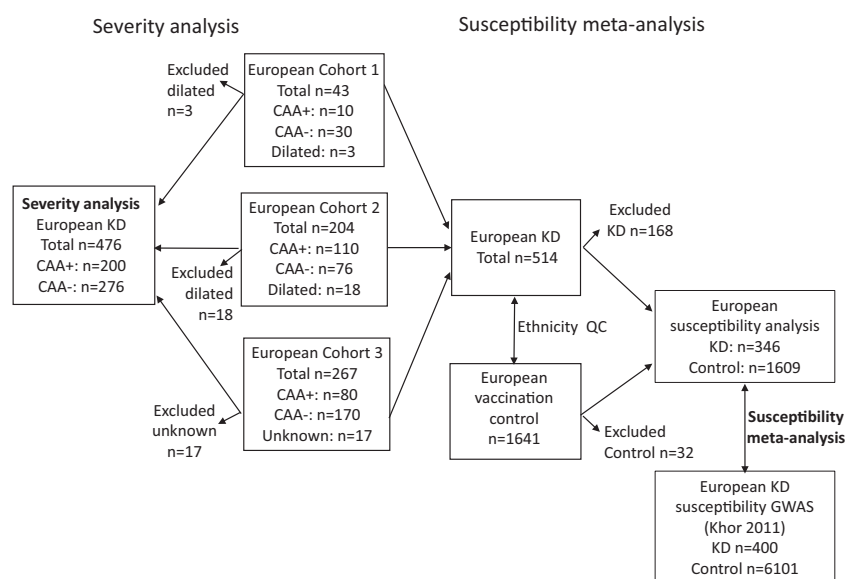 Severity analysis
Susceptibility meta-analysis
Excluded
dilated
n=3
European Cohort 1
Total n=43
CAA+: n=10
CAA-: n=30
Dilated: n=3
Severity analysis
European KD
Total n=476
CAA+: n=200
CAA-: n=276
Excluded
dilated
n=18
European Cohort 2
Total n=204
CAA+: n=110
CAA-: n=76
Dilated: n=18
Excluded
unknown
n=17
European Cohort 3
Total n=267
CAA+: n=80
CAA-: n=170
Unknown: n=17
European KD
Total n=514
Excluded
KD n=168
Ethnicity QC
European
vaccination
control
n=1641
Excluded
Control n=32
European
susceptibility analysis
KD: n=346
Control: n=1609
Susceptibility
meta-analysis
European KD
susceptibility GWAS
(Khor 2011)
KD n=400
Control n=6101